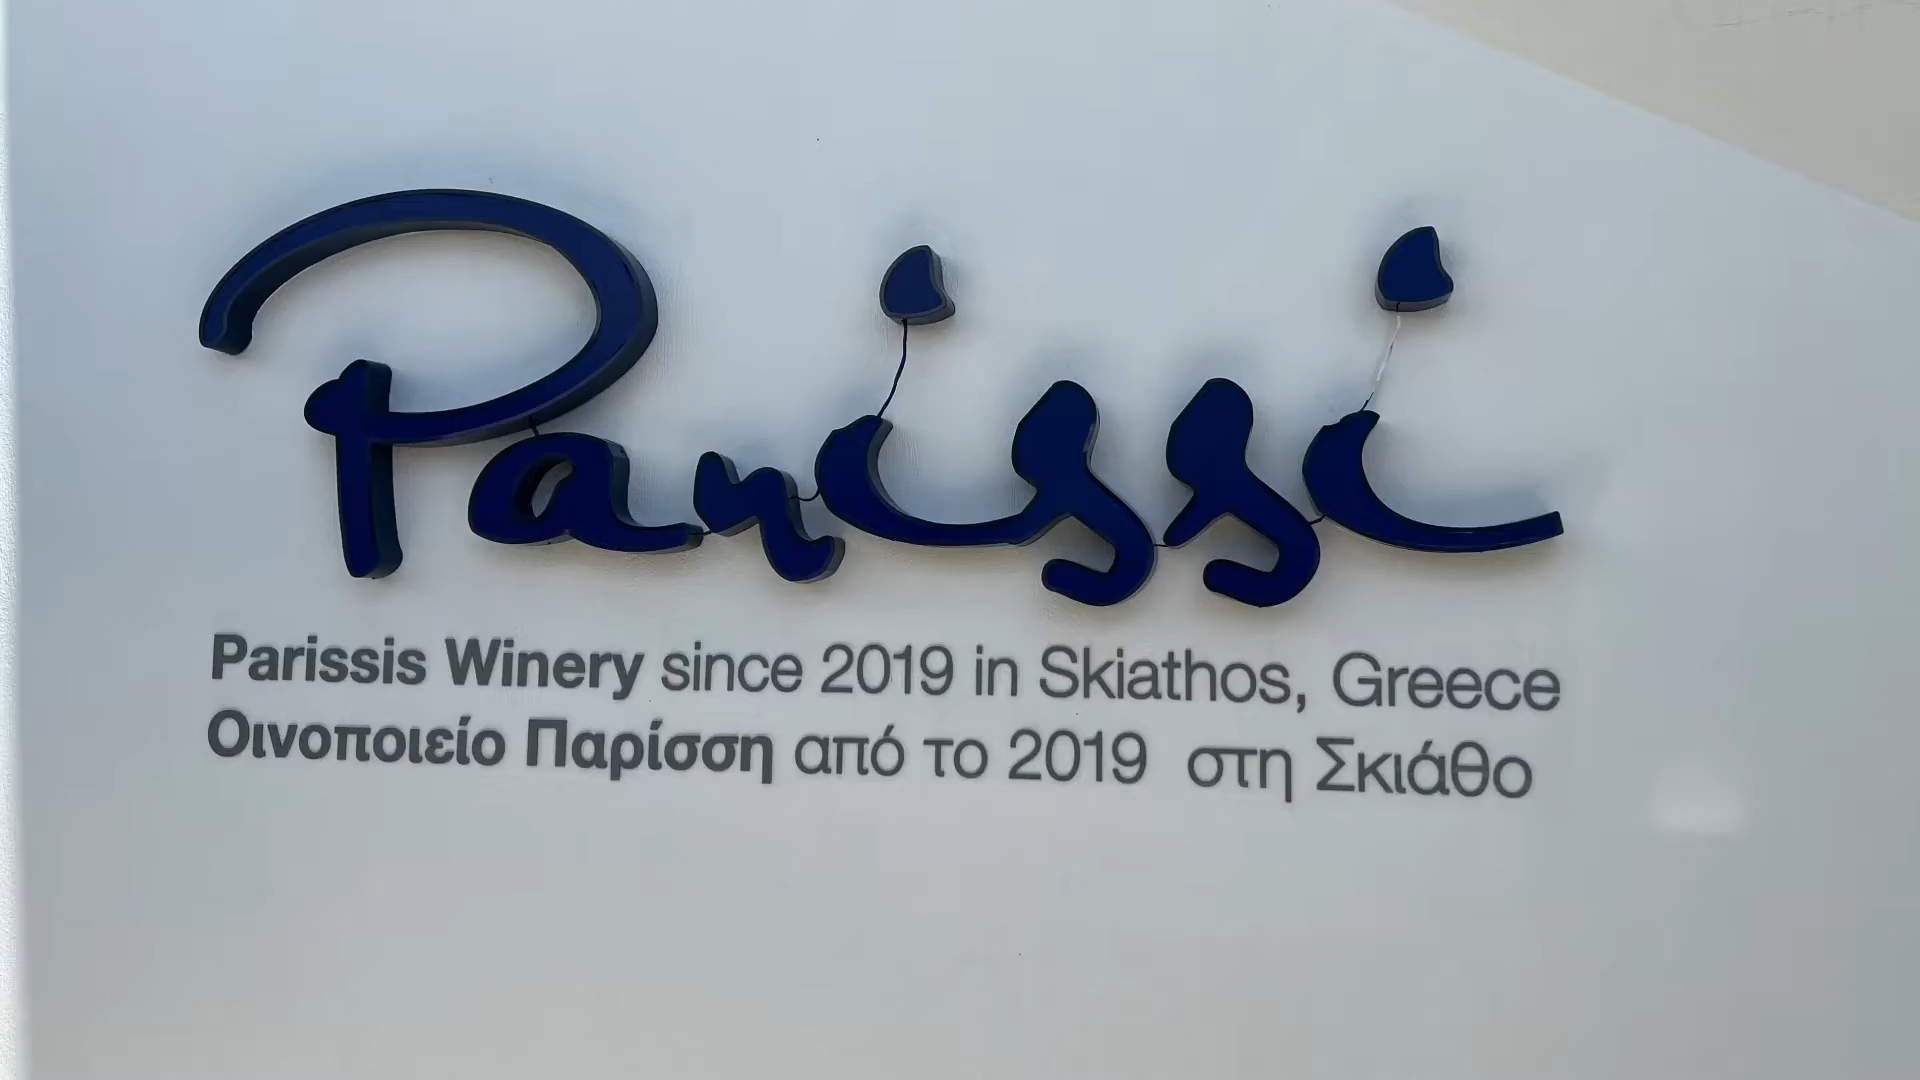 Parissi
Parissis Winery since 2019 in Skiathos, Greece
Οινοποιείο Παρίσση από το 2019 στη Σκιάθο